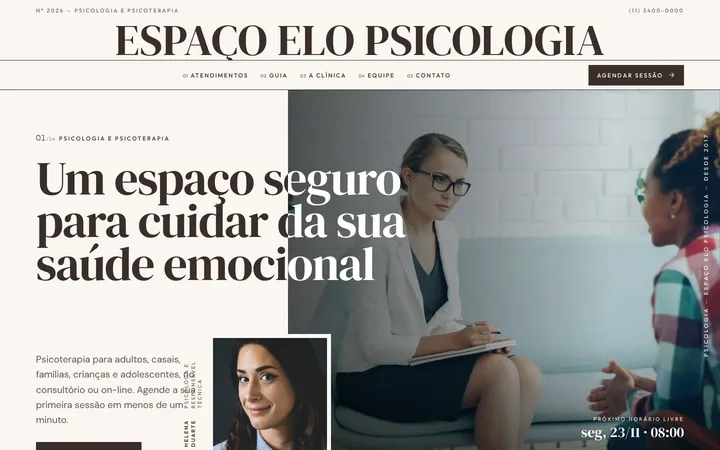 Nº 2026 — PSICOLOGIA E PSICOTERAPIA
(11) 3400-0000
ESPAÇO ELO PSICOLOGIA
01 ATENDIMENTOS
02 GUIA
03 A CLÍNICA
04 EQUIPE
05 CONTATO
AGENDAR SESSÃO →
01/14 PSICOLOGIA E PSICOTERAPIA
Um espaço seguro
para cuidar da sua
saúde emocional
Psicoterapia para adultos, casais,
famílias, crianças e adolescentes, no
consultório ou on-line. Agende a sua
primeira sessão em menos de um
minuto.
HELENA
DUARTE
PSICÓLOGA E
RESPONSÁVEL
TÉCNICA
PSICOLOGIA — ESPAÇO ELO PSICOLOGIA — DESDE 2017
PRÓXIMO HORÁRIO LIVRE
seg, 23/11 · 08:00